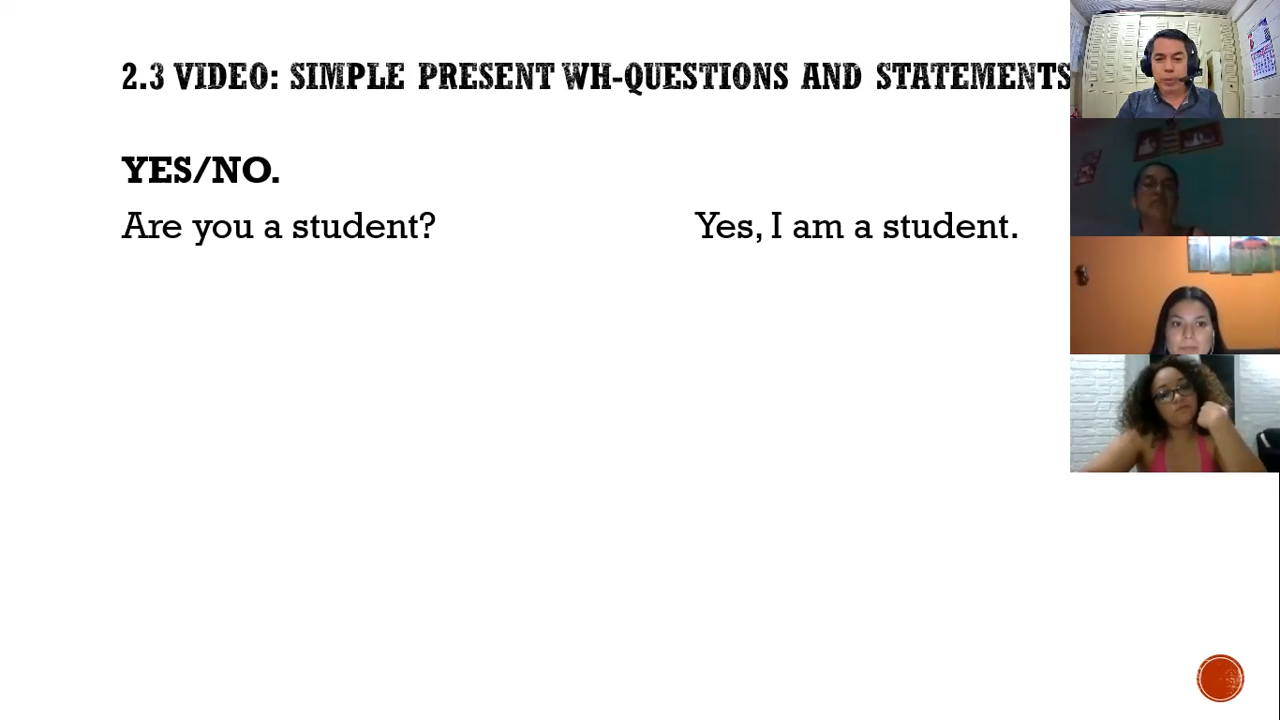 2.3 VIDEO: SIMPLE PRESENT WH-QUESTIONS AND STATEMENTS
YES/NO.
Are you a student? Yes, I am a student.